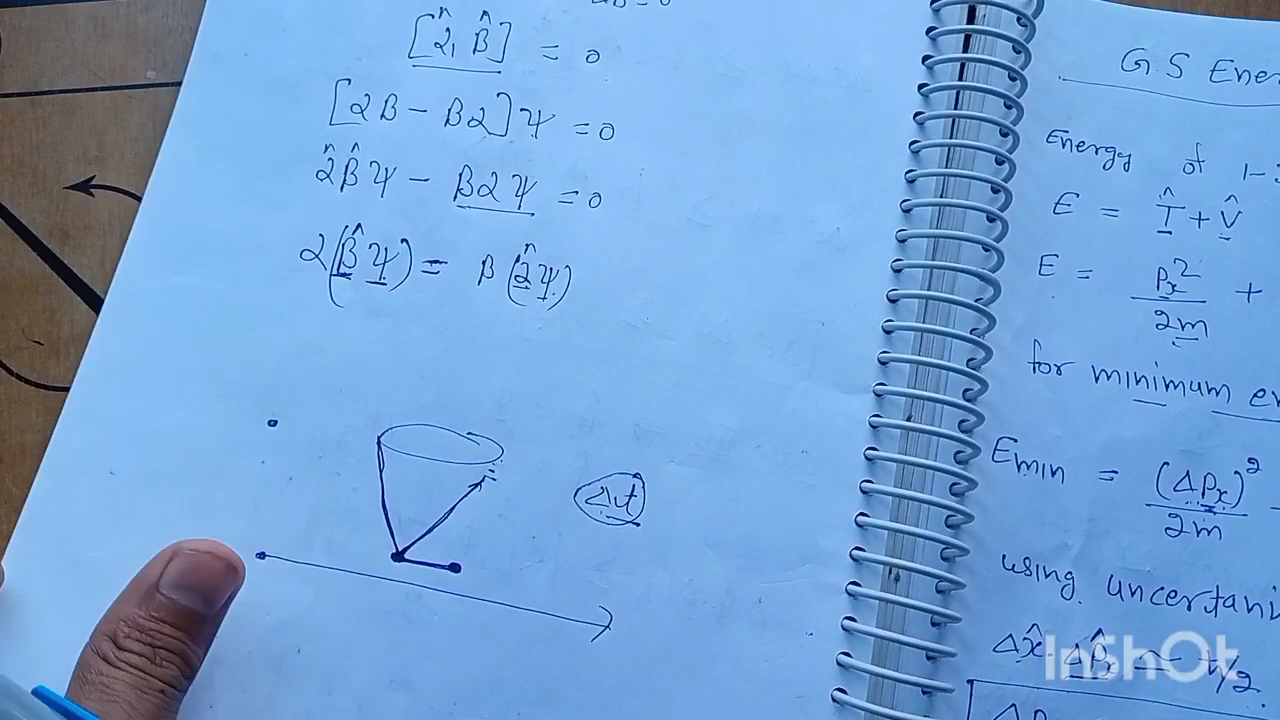 [α̂, β̂] = 0
[αβ − βα]ψ = 0
α̂β̂ψ − βαψ = 0
α(β̂ψ) = β(α̂ψ)
Δt
G.S Ener
Energy of 1-
E = T̂ + V̂
E = Px²/2m +
for minimum en
Emin = (ΔPx)²/2m −
using uncertani
Δx̂. ΔP̂x ~ ħ/2.
InShOt